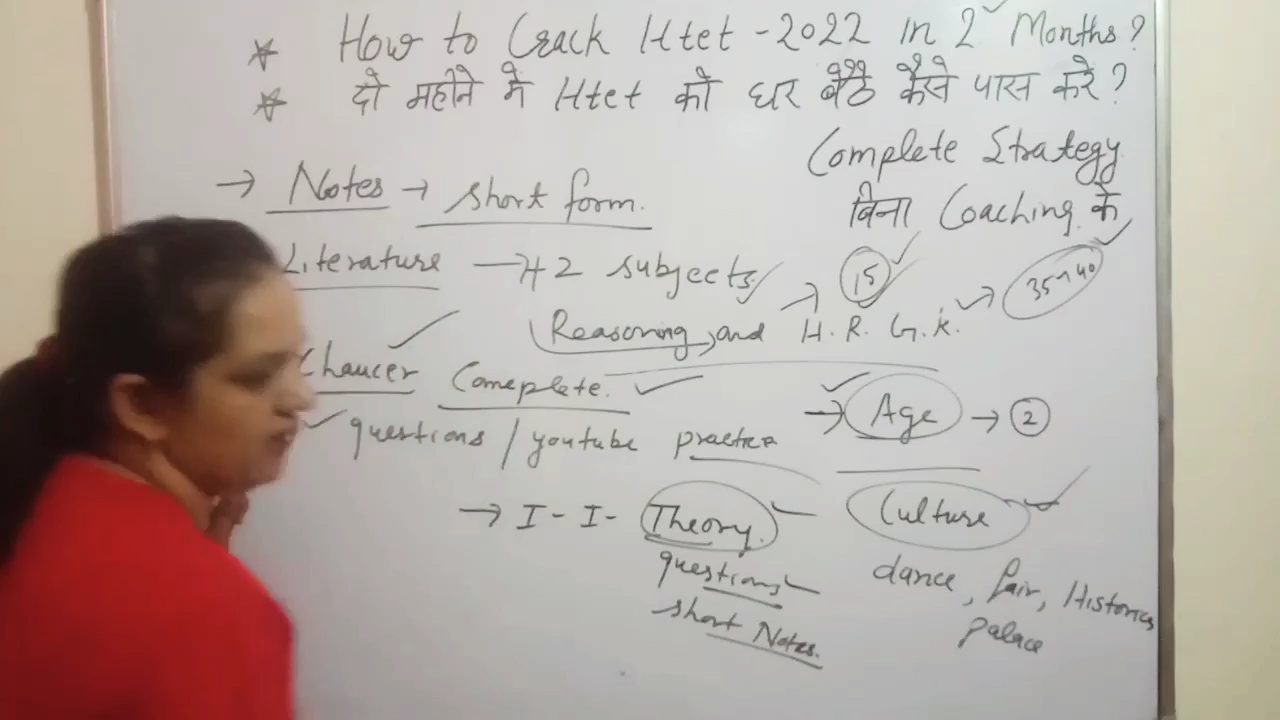 * How to Crack Htet -2022 in 2 Months?
* दो महीने मे Htet को घर बैठे कैसे पास करे?
Complete Strategy
बिना Coaching के
→ Notes → short form.
Literature → +2 subjects
15
35
40
Reasoning and H. R. G.k.
Chaucer Comeplete.
→ Age → 2
questions / youtube practice
→ I - I - Theory.
Culture
questions
dance, fair, Historics
short Notes.
palace